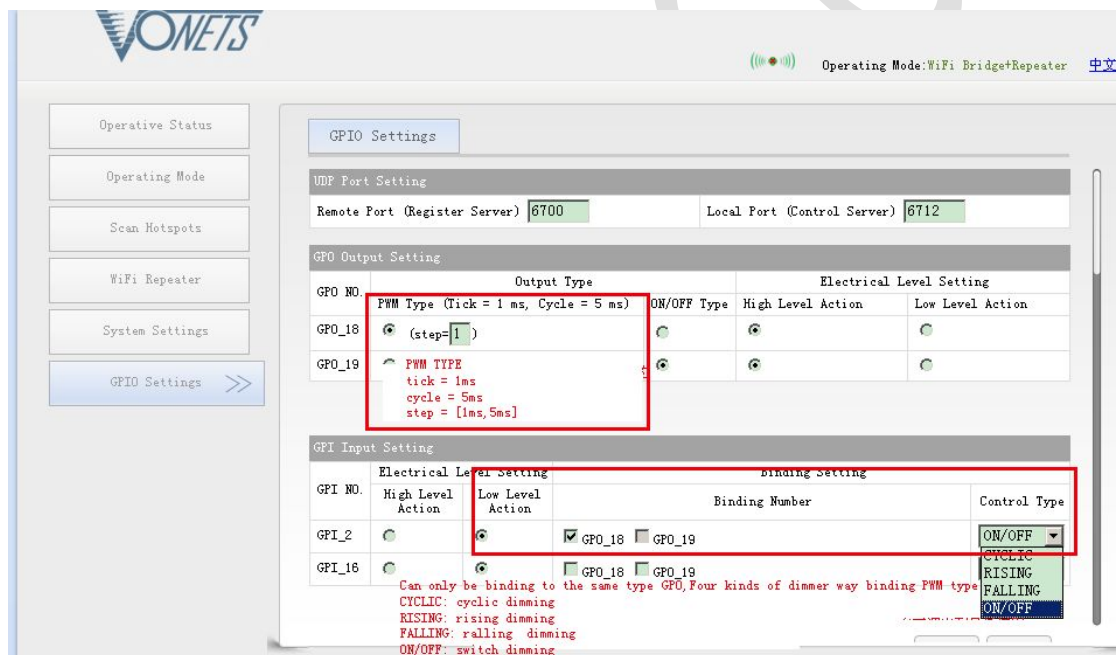 VONETS
Operating Mode:WiFi Bridge+Repeater 中文
Operative Status
Operating Mode
Scan Hotspots
WiFi Repeater
System Settings
GPIO Settings >>
GPIO Settings
UDP Port Setting
Remote Port (Register Server) 6700 Local Port (Control Server) 6712
GPO Output Setting
GPO NO. Output Type Electrical Level Setting
PWM Type (Tick = 1 ms, Cycle = 5 ms) ON/OFF Type High Level Action Low Level Action
GPO_18 (step=1)
GPO_19
PWM TYPE
tick = 1ms
cycle = 5ms
step = [1ms,5ms]
GPI Input Setting
GPI NO. Electrical Level Setting Binding Setting
High Level Action Low Level Action Binding Number Control Type
GPI_2 GPO_18 GPO_19 ON/OFF
GPI_16 GPO_18 GPO_19
CYCLIC
RISING
FALLING
ON/OFF
Can only be binding to the same type GPO,Four kinds of dimmer way binding PWM type
CYCLIC: cyclic dimming
RISING: rising dimming
FALLING: ralling dimming
ON/OFF: switch dimming